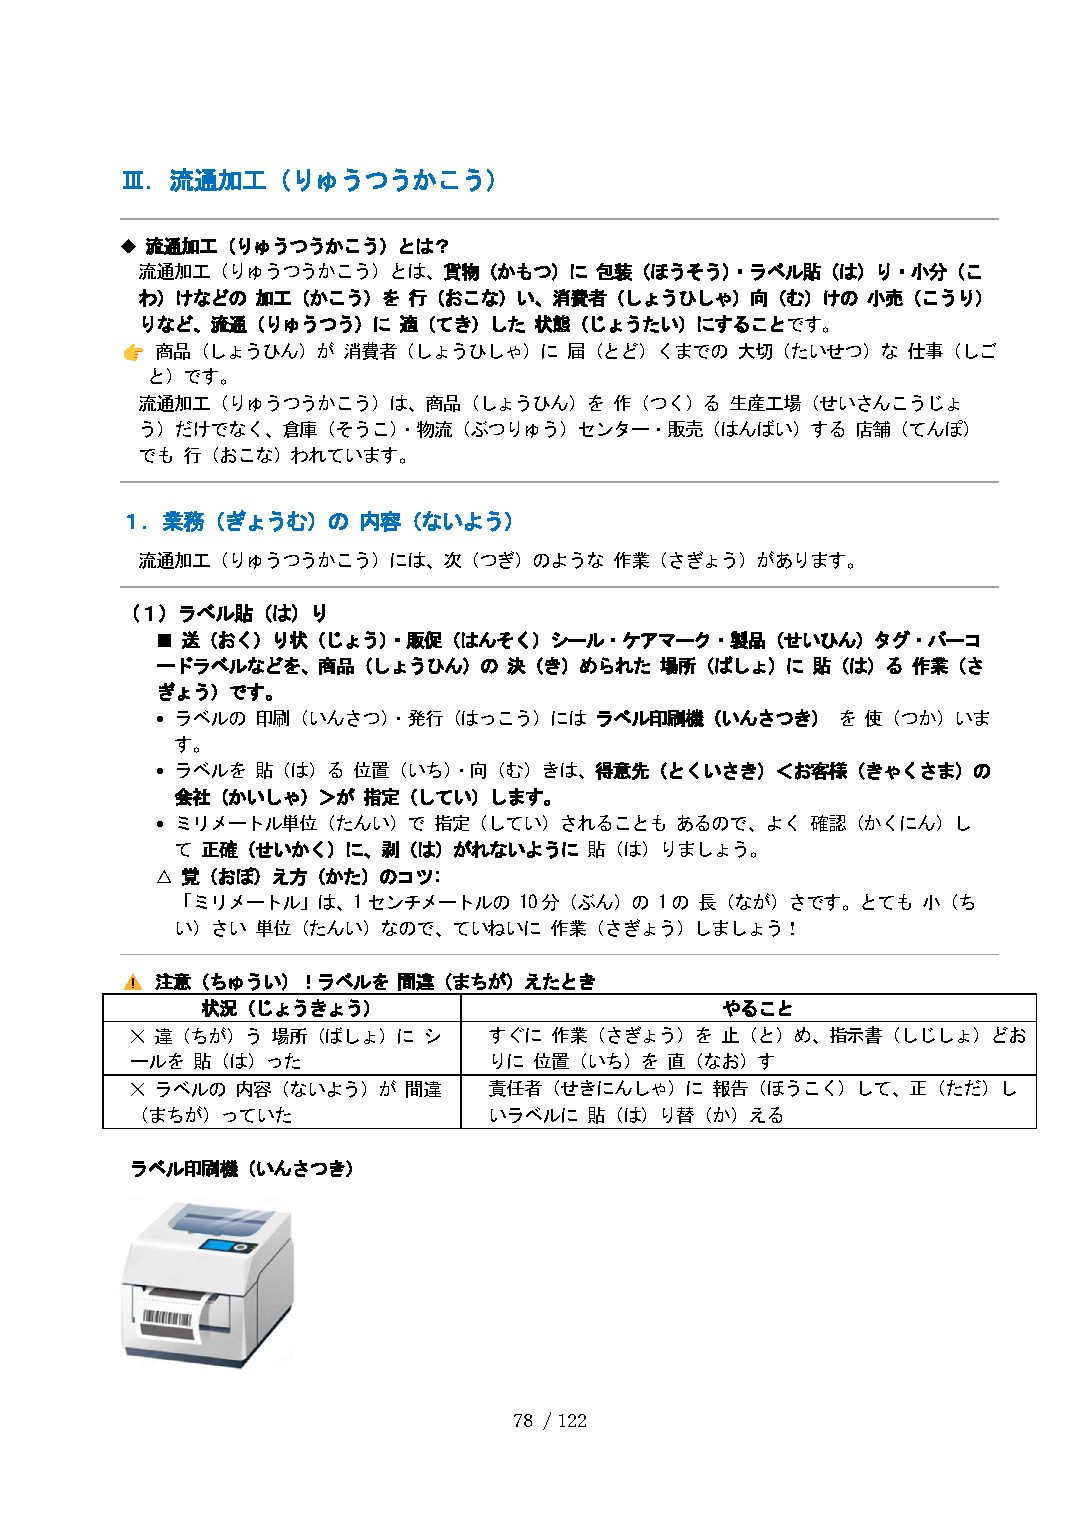 Ⅲ．流通加工（りゅうつうかこう）
◆ 流通加工（りゅうつうかこう）とは？
流通加工（りゅうつうかこう）とは、貨物（かもつ）に 包装（ほうそう）・ラベル貼（は）り・小分（こ
わ）けなどの 加工（かこう）を 行（おこな）い、消費者（しょうひしゃ）向（む）けの 小売（こうり）
りなど、流通（りゅうつう）に 適（てき）した 状態（じょうたい）にすることです。
👉 商品（しょうひん）が 消費者（しょうひしゃ）に 届（とど）くまでの 大切（たいせつ）な 仕事（しご
と）です。
流通加工（りゅうつうかこう）は、商品（しょうひん）を 作（つく）る 生産工場（せいさんこうじょ
う）だけでなく、倉庫（そうこ）・物流（ぶつりゅう）センター・販売（はんばい）する 店舗（てんぽ）
でも 行（おこな）われています。
１．業務（ぎょうむ）の 内容（ないよう）
流通加工（りゅうつうかこう）には、次（つぎ）のような 作業（さぎょう）があります。
（１）ラベル貼（は）り
■ 送（おく）り状（じょう）・販促（はんそく）シール・ケアマーク・製品（せいひん）タグ・バーコ
ードラベルなどを、商品（しょうひん）の 決（き）められた 場所（ばしょ）に 貼（は）る 作業（さ
ぎょう）です。
• ラベルの 印刷（いんさつ）・発行（はっこう）には ラベル印刷機（いんさつき） を 使（つか）いま
す。
• ラベルを 貼（は）る 位置（いち）・向（む）きは、得意先（とくいさき）＜お客様（きゃくさま）の
会社（かいしゃ）＞が 指定（してい）します。
• ミリメートル単位（たんい）で 指定（してい）されることも あるので、よく 確認（かくにん）し
て 正確（せいかく）に、剥（は）がれないように 貼（は）りましょう。
△ 覚（おぼ）え方（かた）のコツ：
「ミリメートル」は、1センチメートルの 10分（ぶん）の 1の 長（なが）さです。とても 小（ち
い）さい 単位（たんい）なので、ていねいに 作業（さぎょう）しましょう！
⚠ 注意（ちゅうい）！ラベルを 間違（まちが）えたとき
状況（じょうきょう） やること
× 違（ちが）う 場所（ばしょ）に シ すぐに 作業（さぎょう）を 止（と）め、指示書（しじしょ）どお
ールを 貼（は）った りに 位置（いち）を 直（なお）す
× ラベルの 内容（ないよう）が 間違 責任者（せきにんしゃ）に 報告（ほうこく）して、正（ただ）し
（まちが）っていた いラベルに 貼（は）り替（か）える
ラベル印刷機（いんさつき）
78 / 122